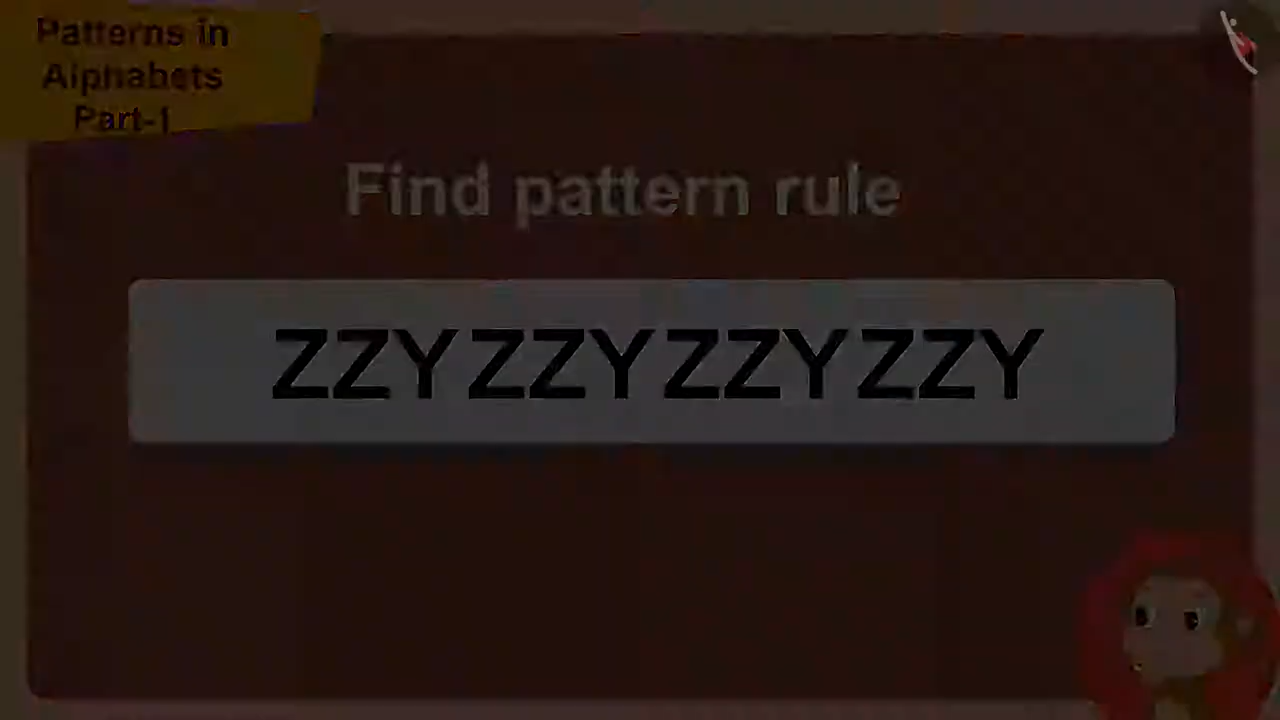 Patterns in
Alphabets
Part-1
Find pattern rule
ZZYZZYZZYZZY